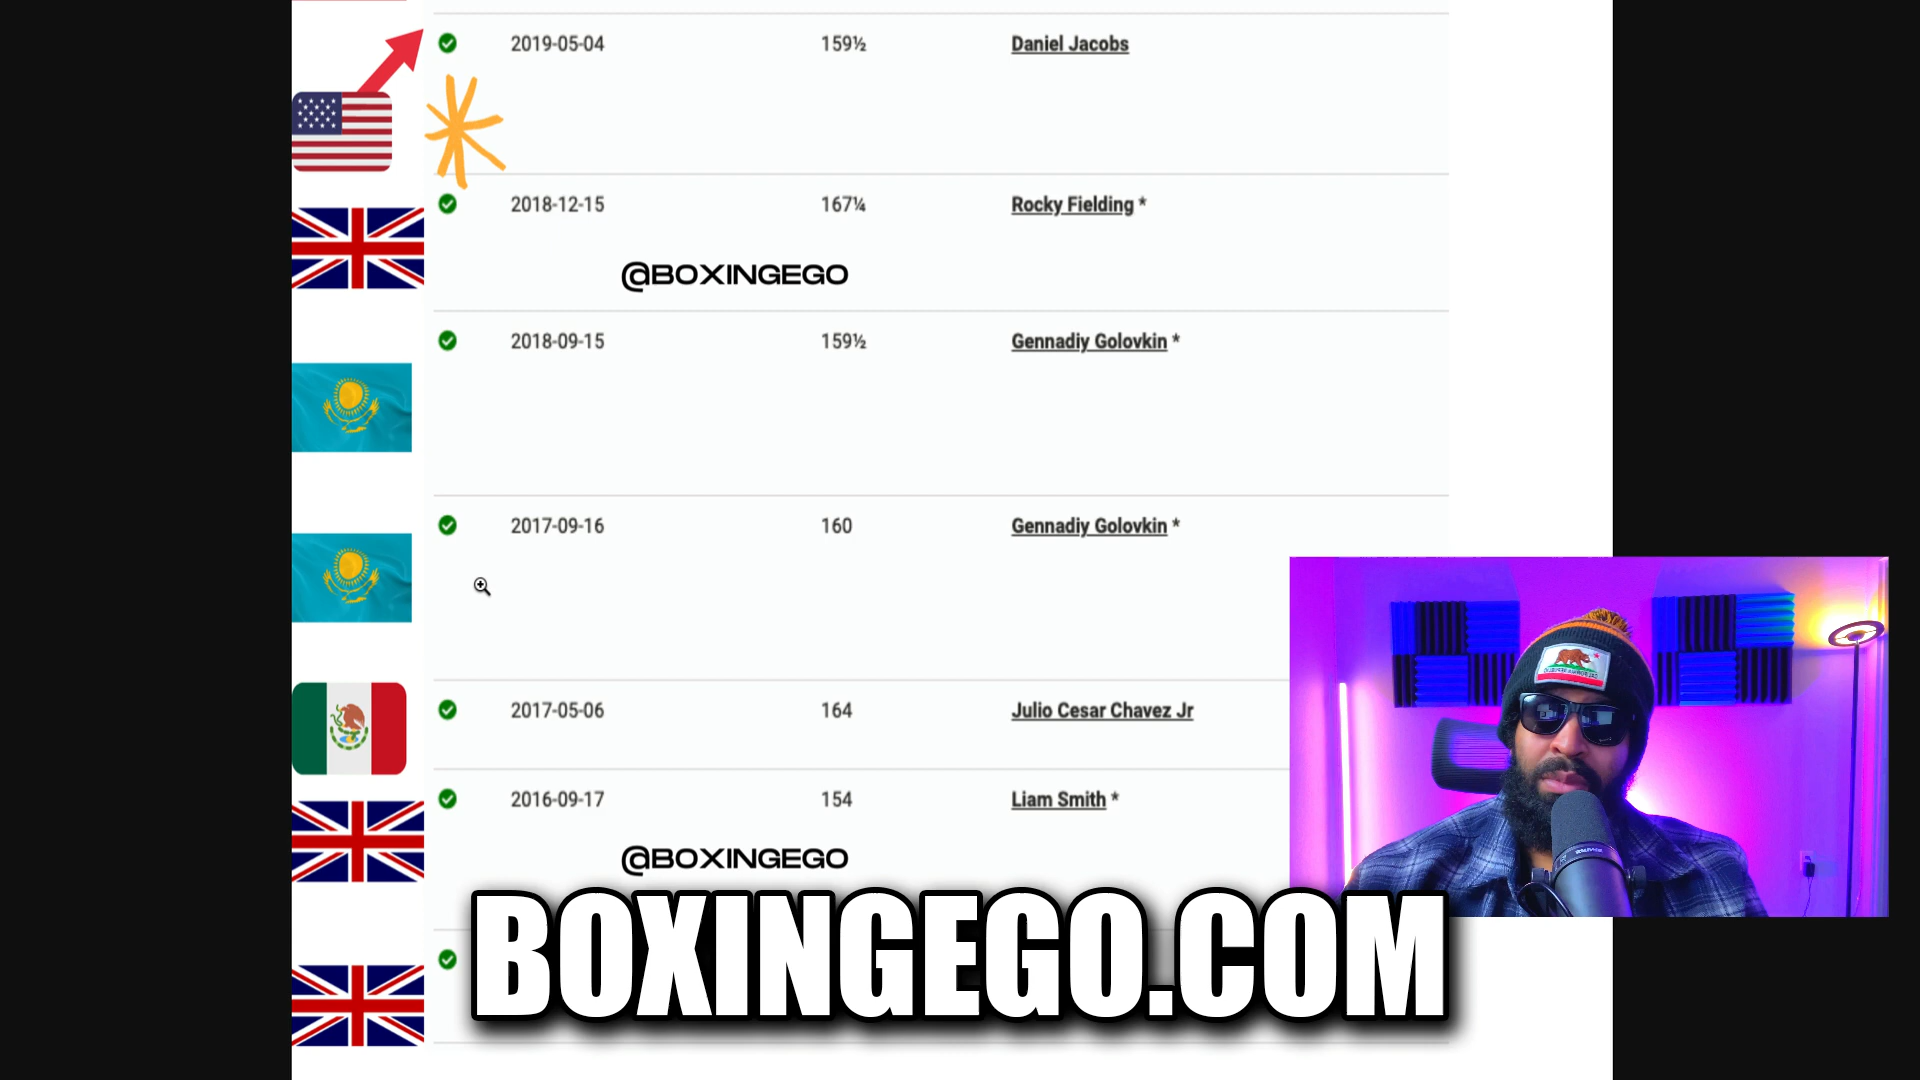 2019-05-04 159½ Daniel Jacobs
2018-12-15 167¼ Rocky Fielding *
@BOXINGEGO
2018-09-15 159½ Gennadiy Golovkin *
2017-09-16 160 Gennadiy Golovkin *
2017-05-06 164 Julio Cesar Chavez Jr
2016-09-17 154 Liam Smith *
@BOXINGEGO
BOXINGEGO.COM